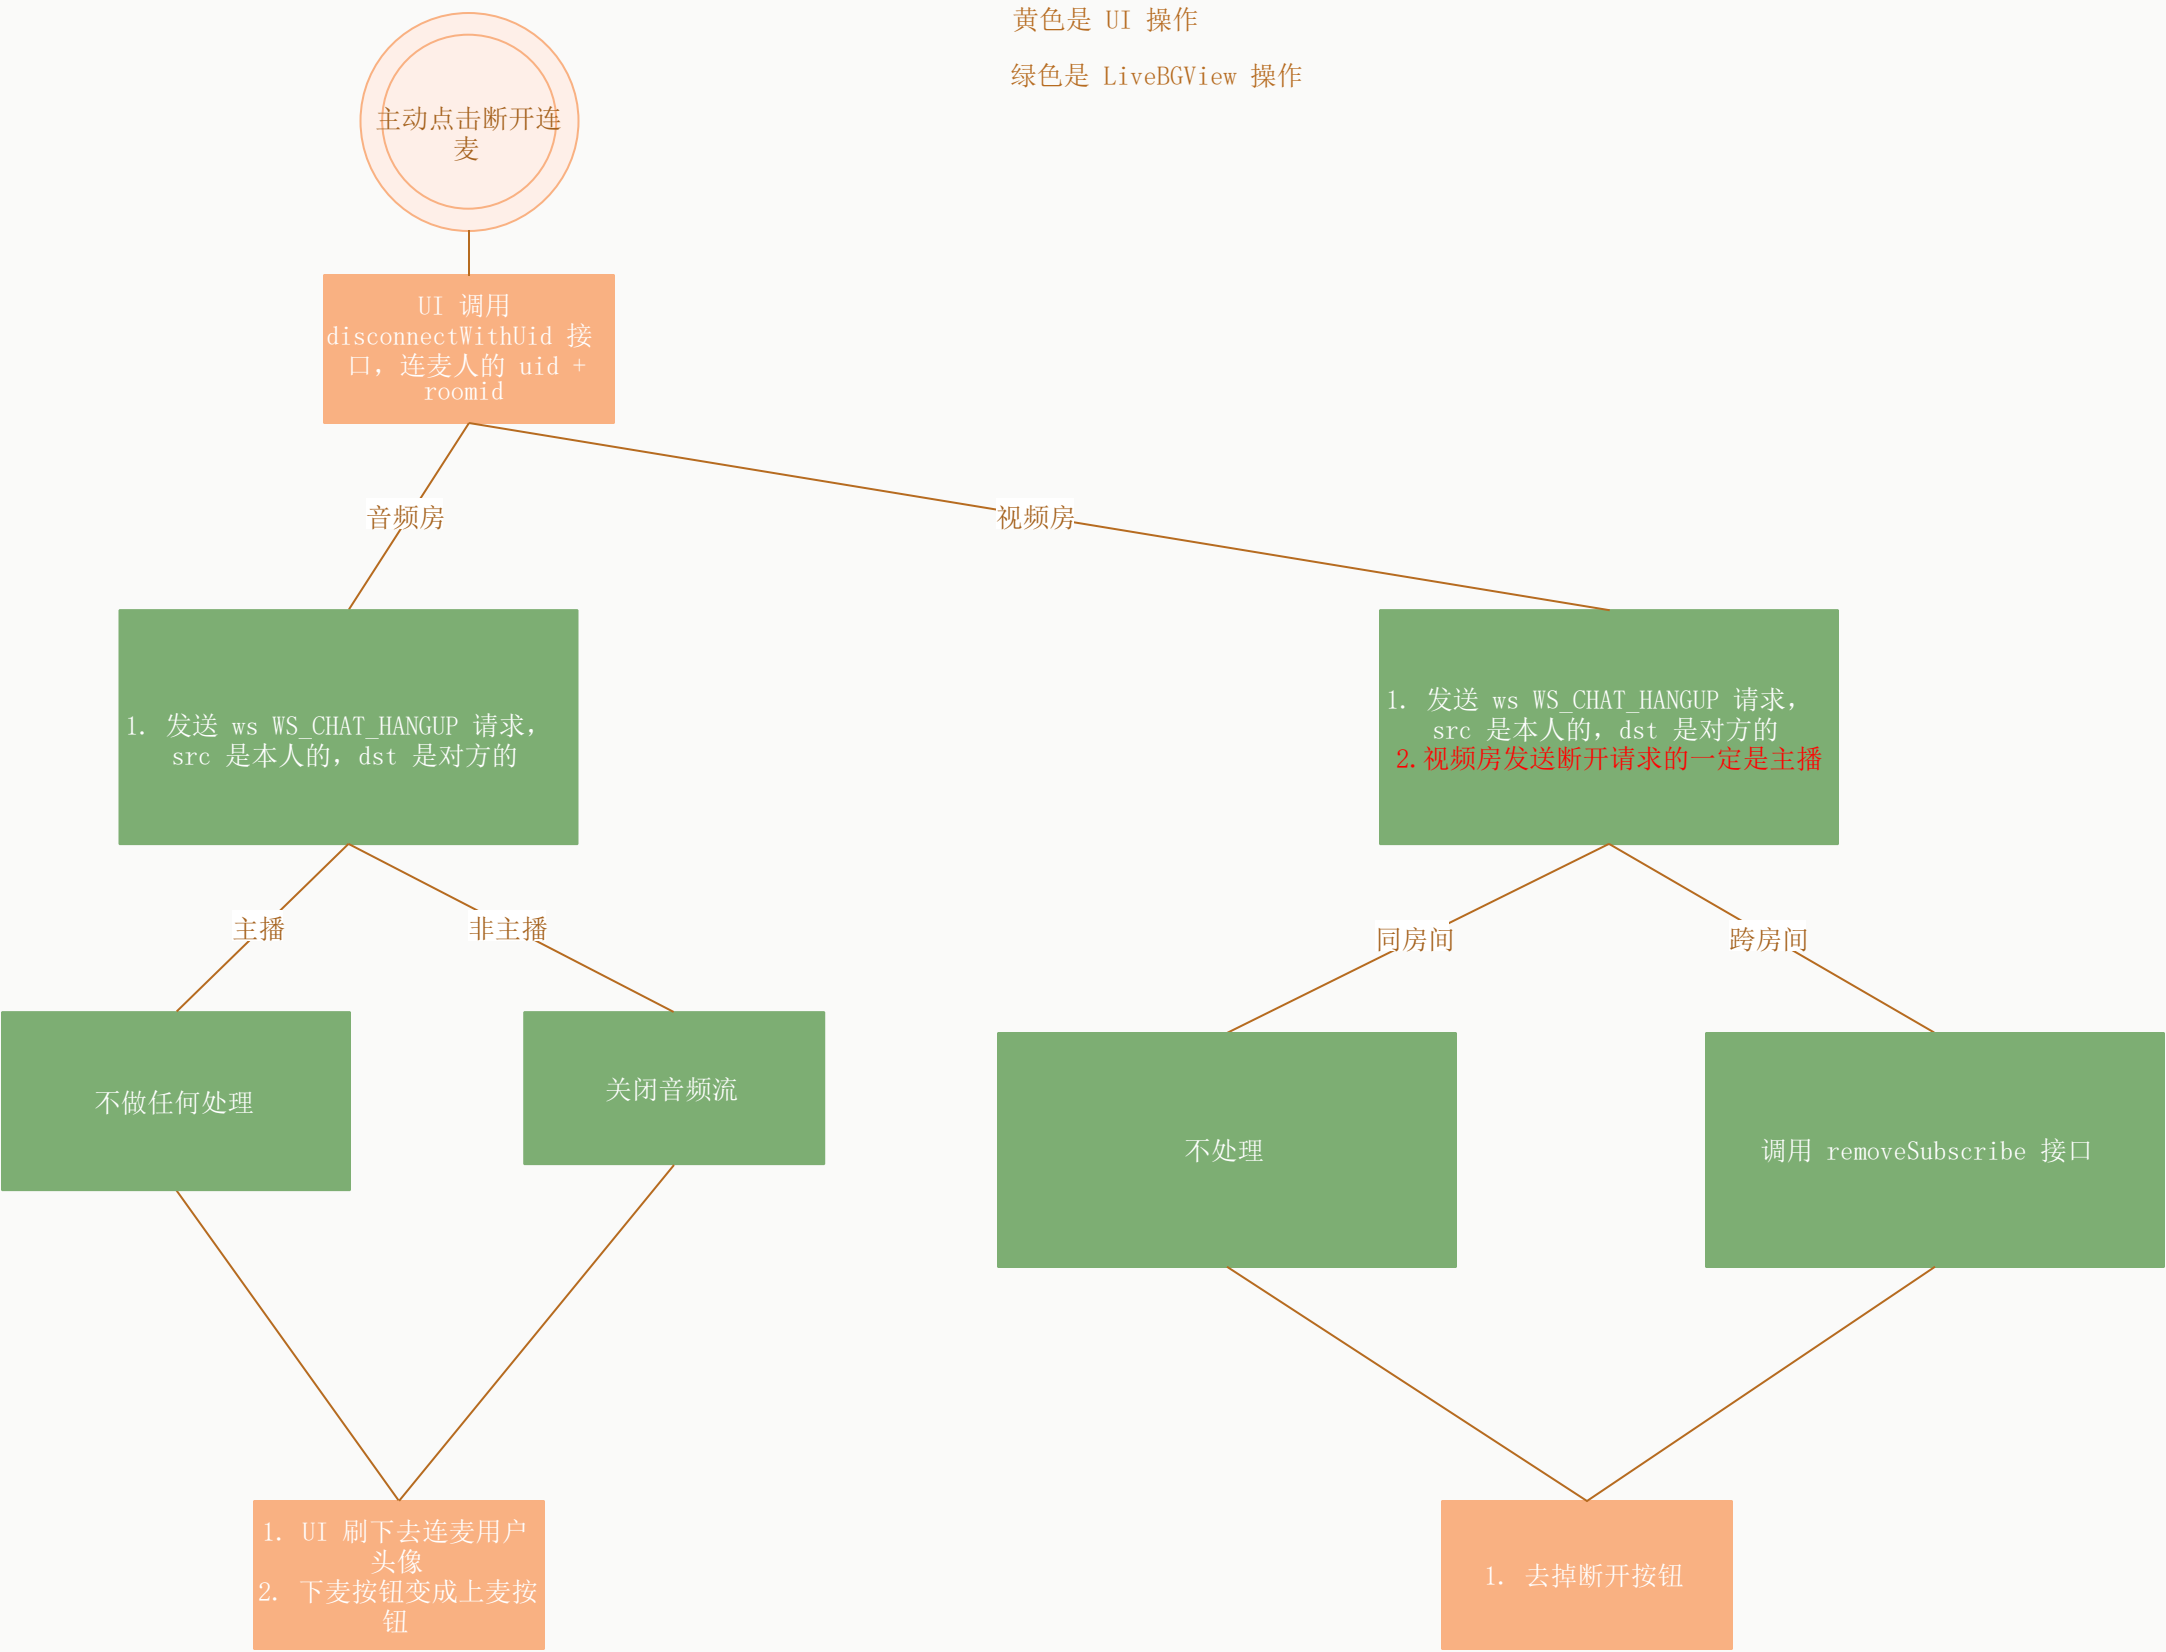 黄色是 UI 操作
绿色是 LiveBGView 操作
主动点击断开连
麦
UI 调用
disconnectWithUid 接
口，连麦人的 uid +
roomid
音频房
视频房
1. 发送 ws WS_CHAT_HANGUP 请求，
src 是本人的，dst 是对方的
1. 发送 ws WS_CHAT_HANGUP 请求，
src 是本人的，dst 是对方的
2.视频房发送断开请求的一定是主播
主播
非主播
同房间
跨房间
不做任何处理
关闭音频流
不处理
调用 removeSubscribe 接口
1. UI 刷下去连麦用户
头像
2. 下麦按钮变成上麦按
钮
1. 去掉断开按钮